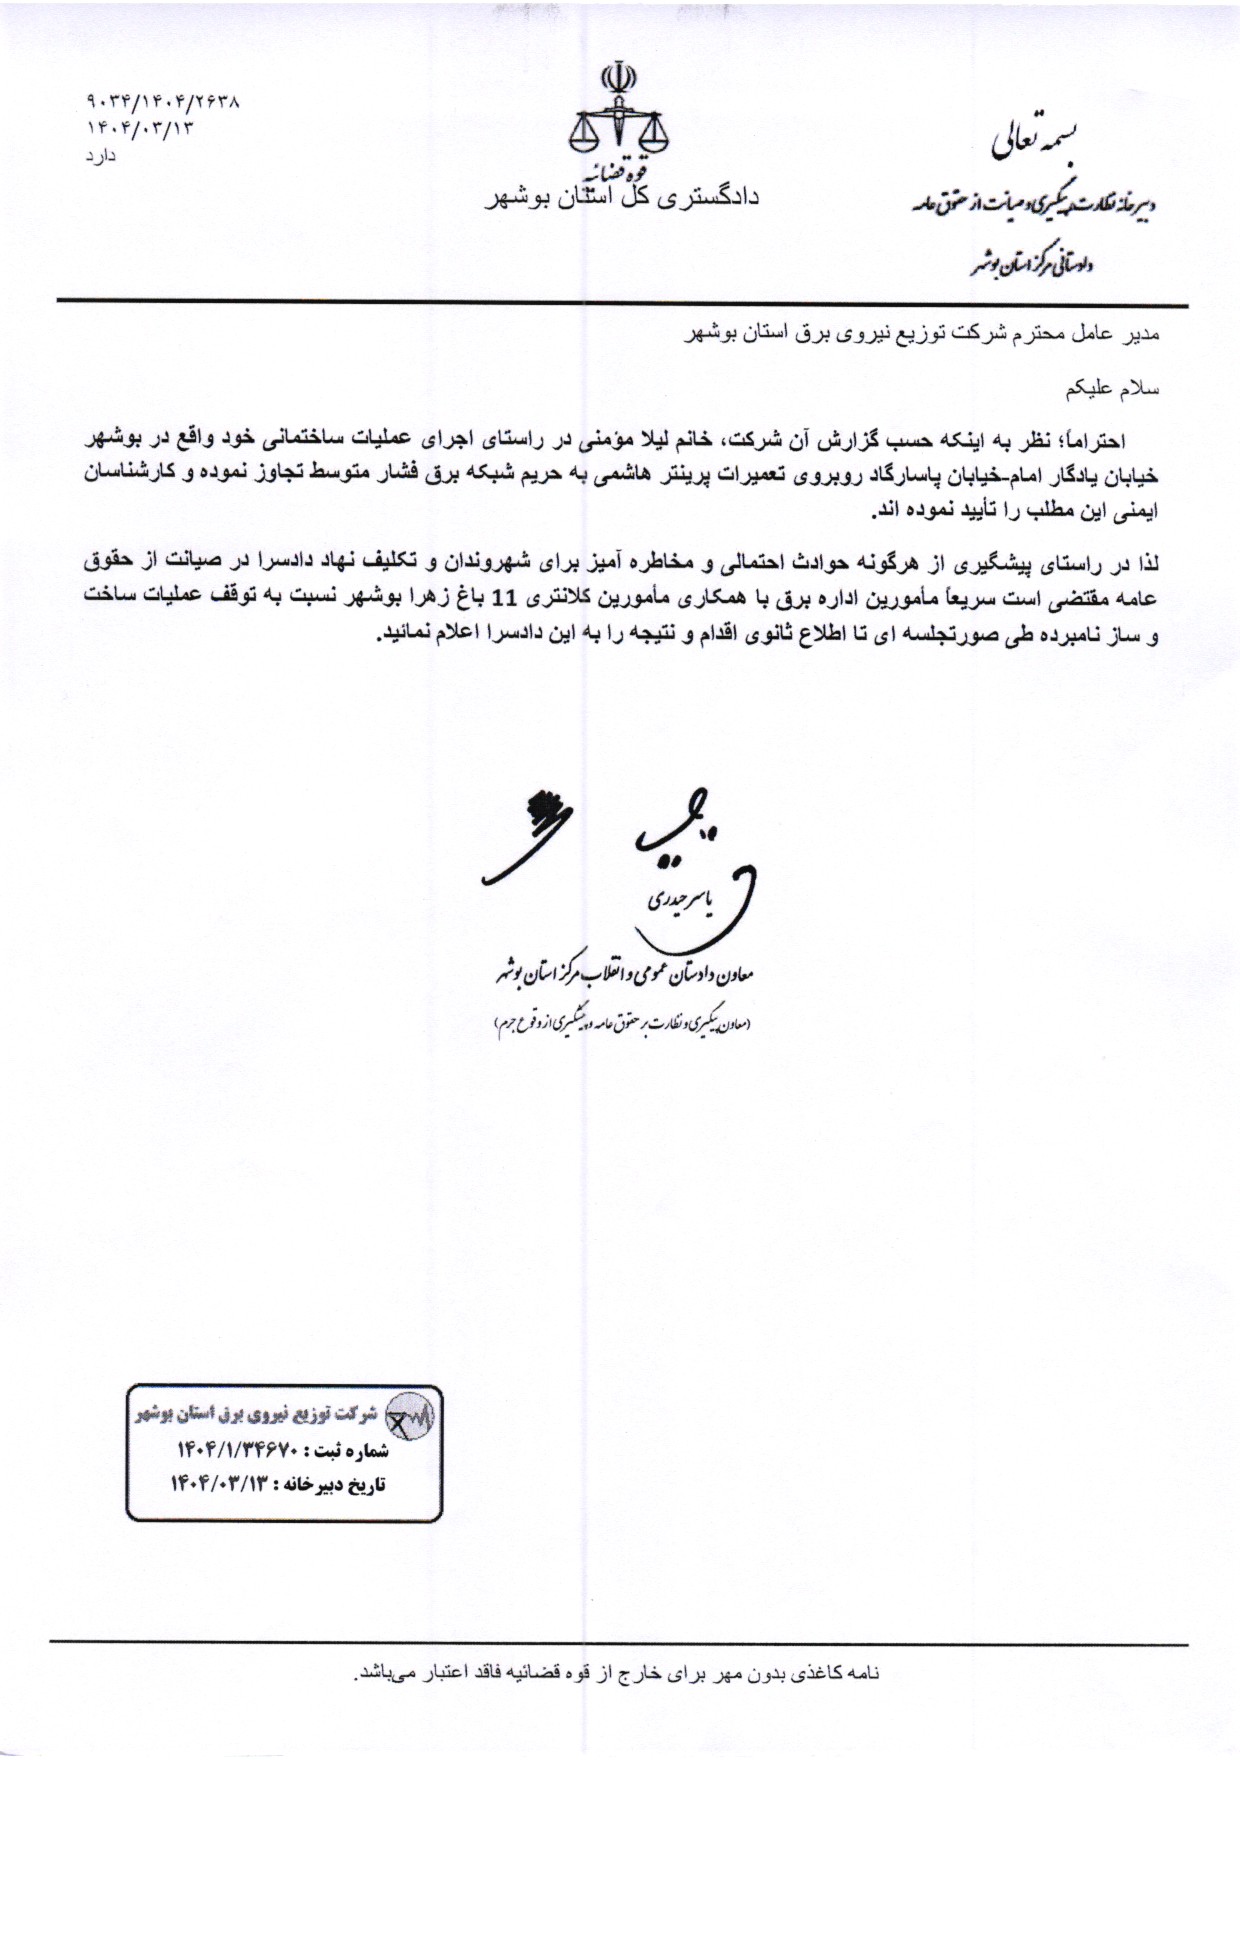 ۹۰۳۴/۱۴۰۴/۲۶۳۸
۱۴۰۴/۰۳/۱۳
دارد
قوه قضائیه
دادگستری کل استان بوشهر
بسمه تعالی
دبیرخانه نظارت، پیگیری و صیانت از حقوق عامه
دادستانی مرکز استان بوشهر
مدیر عامل محترم شرکت توزیع نیروی برق استان بوشهر
سلام علیکم
احتراماً؛ نظر به اینکه حسب گزارش آن شرکت، خانم لیلا مؤمنی در راستای اجرای عملیات ساختمانی خود واقع در بوشهر
خیابان یادگار امام-خیابان پاسارگاد روبروی تعمیرات پرینتر هاشمی به حریم شبکه برق فشار متوسط تجاوز نموده و کارشناسان
ایمنی این مطلب را تأیید نموده اند.
لذا در راستای پیشگیری از هرگونه حوادث احتمالی و مخاطره آمیز برای شهروندان و تکلیف نهاد دادسرا در صیانت از حقوق
عامه مقتضی است سریعاً مأمورین اداره برق با همکاری مأمورین کلانتری 11 باغ زهرا بوشهر نسبت به توقف عملیات ساخت
و ساز نامبرده طی صورتجلسه ای تا اطلاع ثانوی اقدام و نتیجه را به این دادسرا اعلام نمائید.
یاسر حیدری
معاون دادستان عمومی و انقلاب مرکز استان بوشهر
(معاون پیگیری و نظارت بر حقوق عامه و پیشگیری از وقوع جرم)
شرکت توزیع نیروی برق استان بوشهر
شماره ثبت : ۱۴۰۴/۱/۳۴۶۷۰
تاریخ دبیرخانه : ۱۴۰۴/۰۳/۱۳
نامه کاغذی بدون مهر برای خارج از قوه قضائیه فاقد اعتبار می‌باشد.